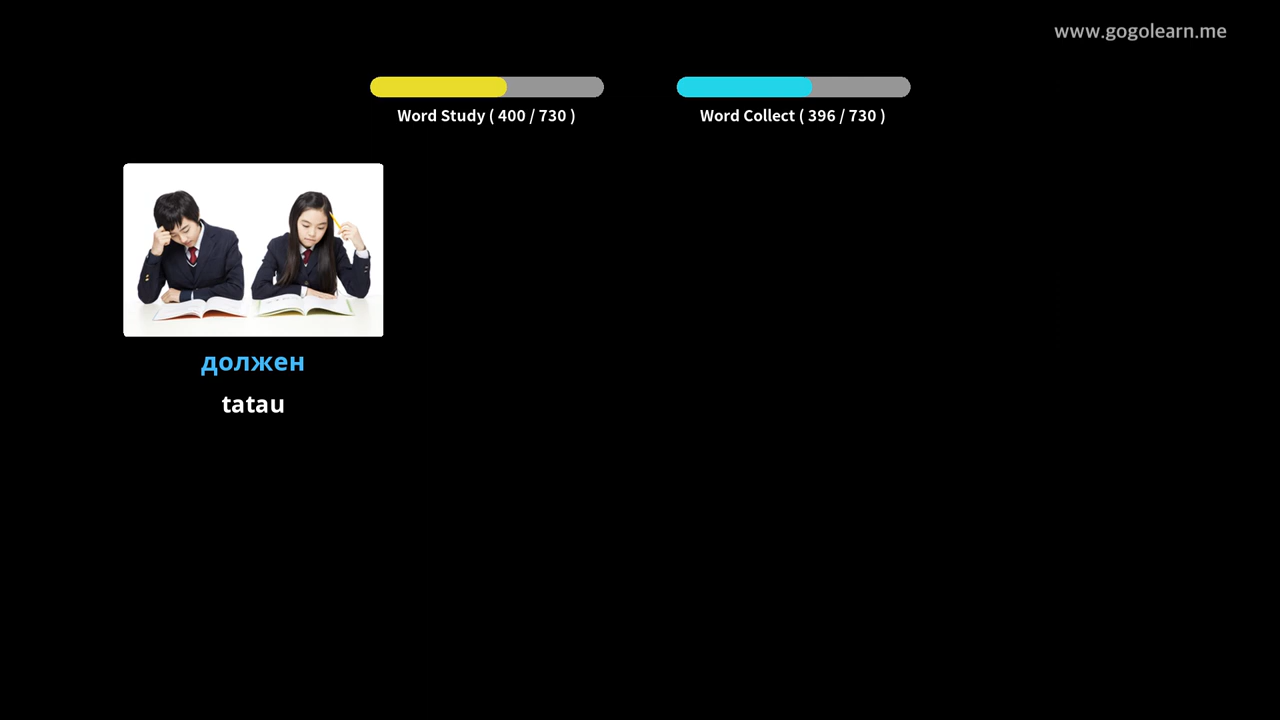 www.gogolearn.me
Word Study ( 400 / 730 )
Word Collect ( 396 / 730 )
должен
tatau